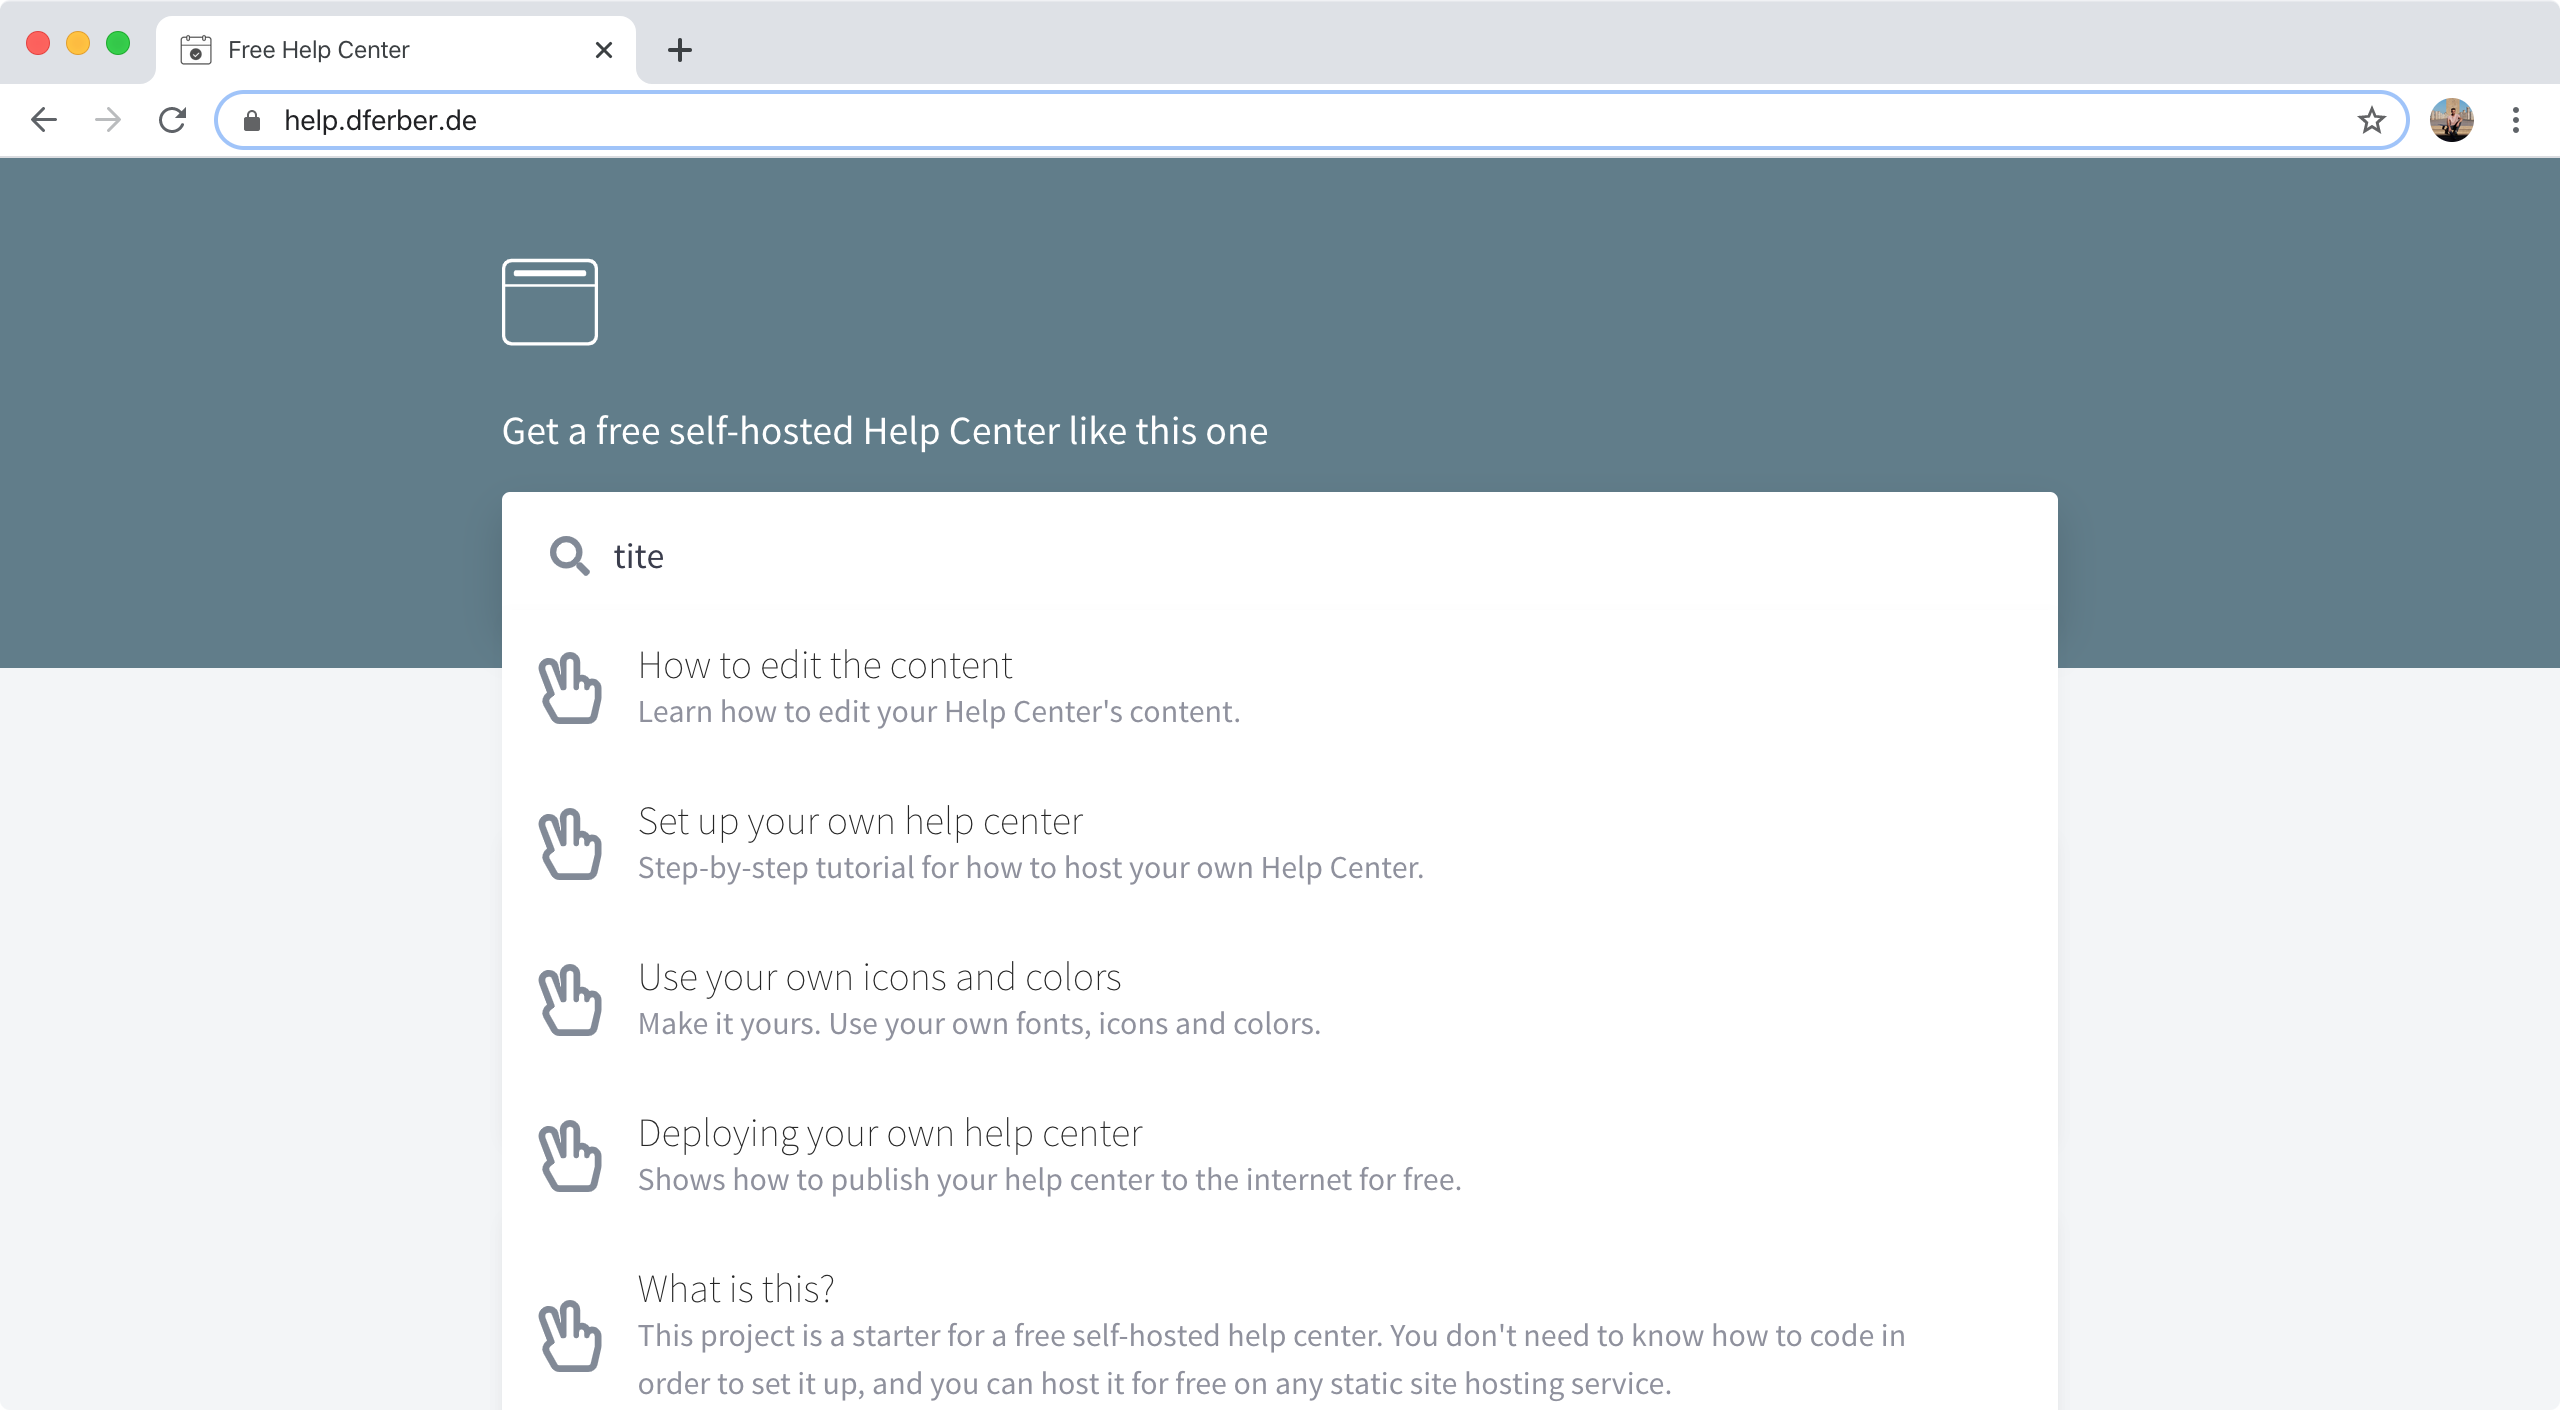 Free Help Center
help.dferber.de
Get a free self-hosted Help Center like this one
tite
How to edit the content
Learn how to edit your Help Center's content.
Set up your own help center
Step-by-step tutorial for how to host your own Help Center.
Use your own icons and colors
Make it yours. Use your own fonts, icons and colors.
Deploying your own help center
Shows how to publish your help center to the internet for free.
What is this?
This project is a starter for a free self-hosted help center. You don't need to know how to code in
order to set it up, and you can host it for free on any static site hosting service.